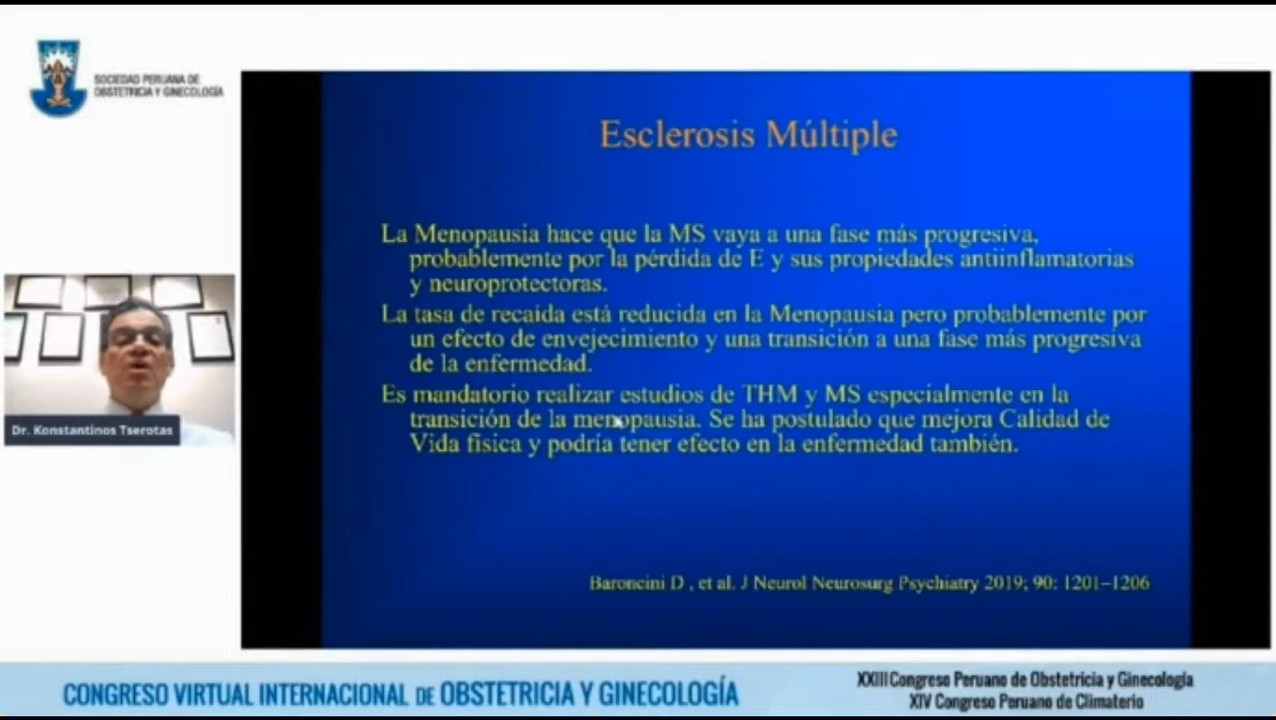 SOCIEDAD PERUANA DE
OBSTETRICIA Y GINECOLOGÍA
Esclerosis Múltiple
La Menopausia hace que la MS vaya a una fase más progresiva,
probablemente por la pérdida de E y sus propiedades antiinflamatorias
y neuroprotectoras.
La tasa de recaída está reducida en la Menopausia pero probablemente por
un efecto de envejecimiento y una transición a una fase más progresiva
de la enfermedad.
Es mandatorio realizar estudios de THM y MS especialmente en la
transición de la menopausia. Se ha postulado que mejora Calidad de
Vida física y podría tener efecto en la enfermedad también.
Baroncini D , et al. J Neurol Neurosurg Psychiatry 2019; 90: 1201–1206
Dr. Konstantinos Tserotas
CONGRESO VIRTUAL INTERNACIONAL DE OBSTETRICIA Y GINECOLOGÍA
XXIII Congreso Peruano de Obstetricia y Ginecología
XIV Congreso Peruano de Climaterio